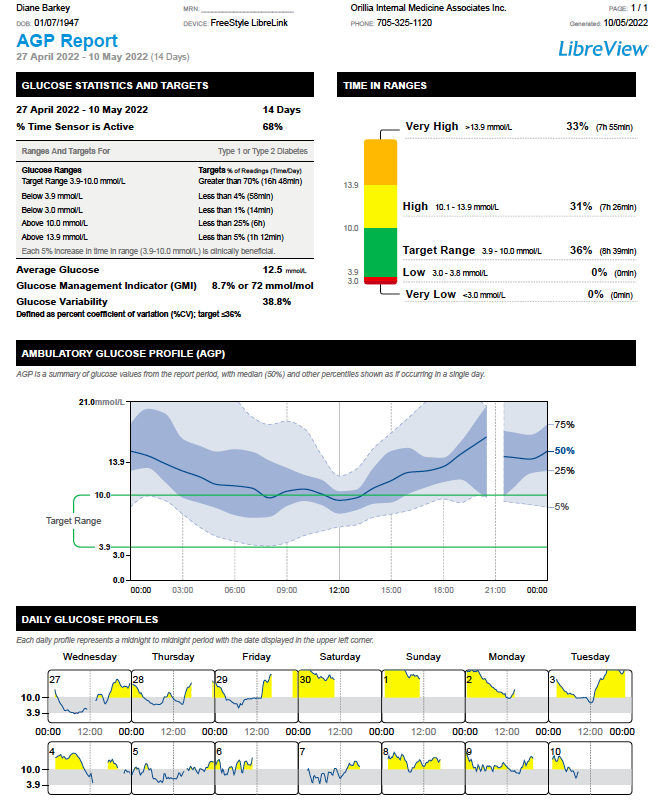 Diane Barkey
MRN: ____________________
Orillia Internal Medicine Associates Inc.
PAGE: 1 / 1
DOB: 01/07/1947
DEVICE: FreeStyle LibreLink
PHONE: 705-325-1120
Generated: 10/05/2022
AGP Report
LibreView
27 April 2022 - 10 May 2022 (14 Days)
GLUCOSE STATISTICS AND TARGETS
27 April 2022 - 10 May 2022 14 Days
% Time Sensor is Active 68%
Ranges And Targets For Type 1 or Type 2 Diabetes
Glucose Ranges Targets % of Readings (Time/Day)
Target Range 3.9-10.0 mmol/L Greater than 70% (16h 48min)
Below 3.9 mmol/L Less than 4% (58min)
Below 3.0 mmol/L Less than 1% (14min)
Above 10.0 mmol/L Less than 25% (6h)
Above 13.9 mmol/L Less than 5% (1h 12min)
Each 5% increase in time in range (3.9-10.0 mmol/L) is clinically beneficial.
Average Glucose 12.5 mmol/L
Glucose Management Indicator (GMI) 8.7% or 72 mmol/mol
Glucose Variability 38.8%
Defined as percent coefficient of variation (%CV); target ≤36%
TIME IN RANGES
Very High >13.9 mmol/L 33% (7h 55min)
13.9
High 10.1 - 13.9 mmol/L 31% (7h 26min)
10.0
Target Range 3.9 - 10.0 mmol/L 36% (8h 39min)
3.9
Low 3.0 - 3.8 mmol/L 0% (0min)
3.0
Very Low <3.0 mmol/L 0% (0min)
AMBULATORY GLUCOSE PROFILE (AGP)
AGP is a summary of glucose values from the report period, with median (50%) and other percentiles shown as if occurring in a single day.
21.0 mmol/L
75%
50%
13.9
25%
10.0
5%
Target Range
3.9
3.0
0.0
00:00 03:00 06:00 09:00 12:00 15:00 18:00 21:00 00:00
DAILY GLUCOSE PROFILES
Each daily profile represents a midnight to midnight period with the date displayed in the upper left corner.
Wednesday Thursday Friday Saturday Sunday Monday Tuesday
27 28 29 30 1 2 3
10.0
3.9
00:00 12:00 00:00 12:00 00:00 12:00 00:00 12:00 00:00 12:00 00:00 12:00 00:00 12:00 00:00
4 5 6 7 8 9 10
10.0
3.9